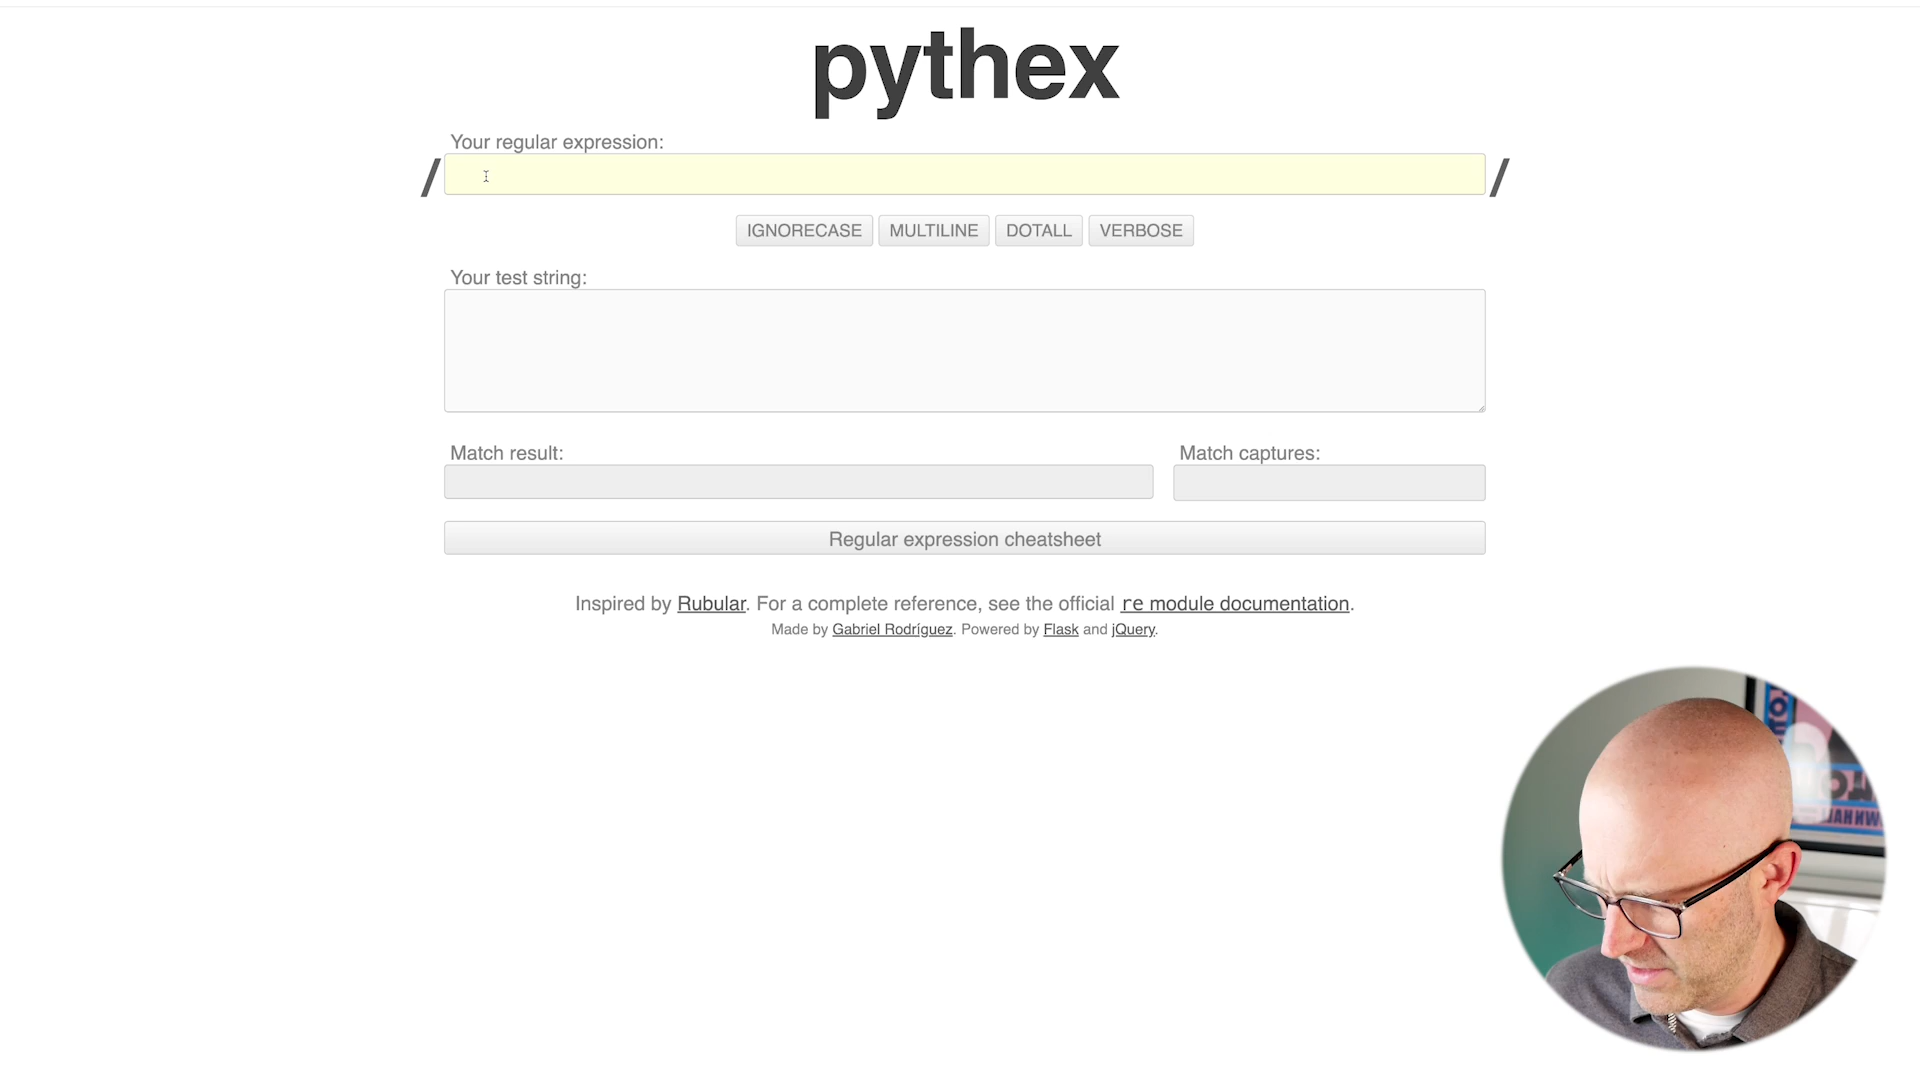 pythex
Your regular expression:
/ /
IGNORECASE MULTILINE DOTALL VERBOSE
Your test string:
Match result: Match captures:
Regular expression cheatsheet
Inspired by Rubular. For a complete reference, see the official re module documentation.
Made by Gabriel Rodríguez. Powered by Flask and jQuery.